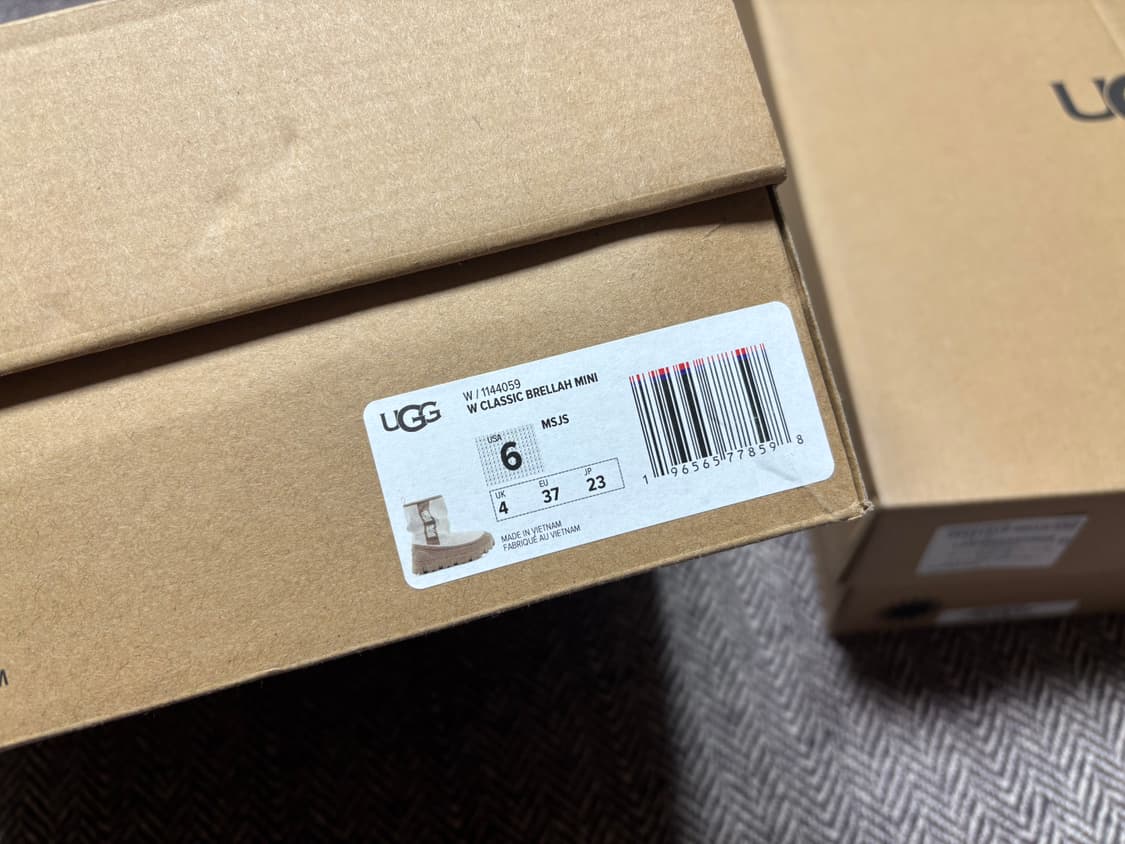 UGG
W / 1144059
W CLASSIC BRELLAH MINI
MSJS
USA
6
UK
4
EU
37
JP
23
MADE IN VIETNAM
FABRIQUÉ AU VIETNAM
1 96565 77859 8